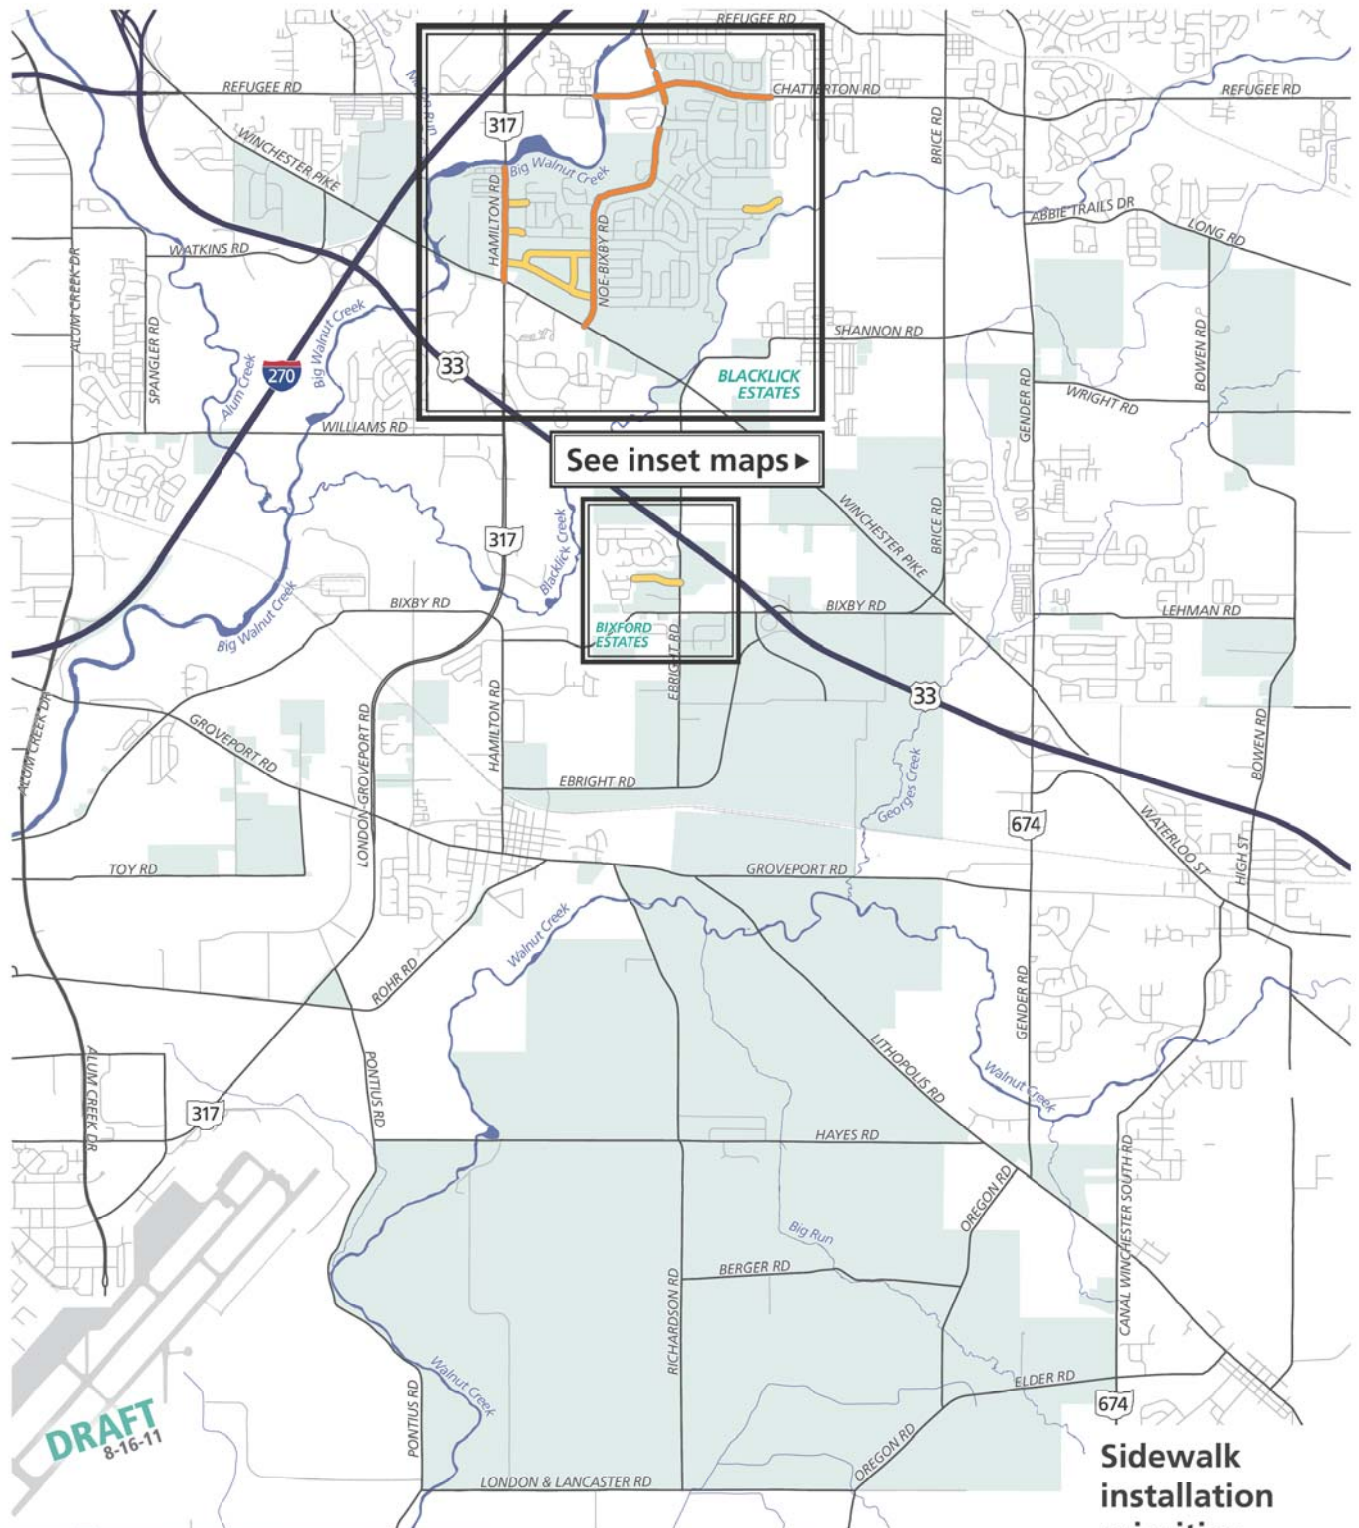 REFUGEE RD
REFUGEE RD
CHATTERTON RD
REFUGEE RD
317
WINCHESTER PIKE
BRICE RD
Big Walnut Creek
HAMILTON RD
NOE-BIXBY RD
ABBIE TRAILS DR
LONG RD
WATKINS RD
ALUM CREEK DR
SPANGLER RD
Big Walnut Creek
Alum Creek
270
33
SHANNON RD
BOWEN RD
BLACKLICK
ESTATES
GENDER RD
WRIGHT RD
WILLIAMS RD
See inset maps
317
Blacklick Creek
WINCHESTER PIKE
BRICE RD
Big Walnut Creek
BIXBY RD
BIXBY RD
LEHMAN RD
BIXFORD
ESTATES
EBRIGHT RD
33
ALUM CREEK DR
GROVEPORT RD
LONDON-GROVEPORT RD
HAMILTON RD
EBRIGHT RD
Georges Creek
BOWEN RD
674
WATERLOO ST
HIGH ST
TOY RD
GROVEPORT RD
Walnut Creek
ROHR RD
GENDER RD
LITHOPOLIS RD
Walnut Creek
ALUM CREEK DR
PONTIUS RD
317
HAYES RD
OREGON RD
CANAL WINCHESTER SOUTH RD
Big Run
BERGER RD
RICHARDSON RD
Walnut Creek
PONTIUS RD
ELDER RD
674
DRAFT
8-16-11
OREGON RD
LONDON & LANCASTER RD
Sidewalk
installation